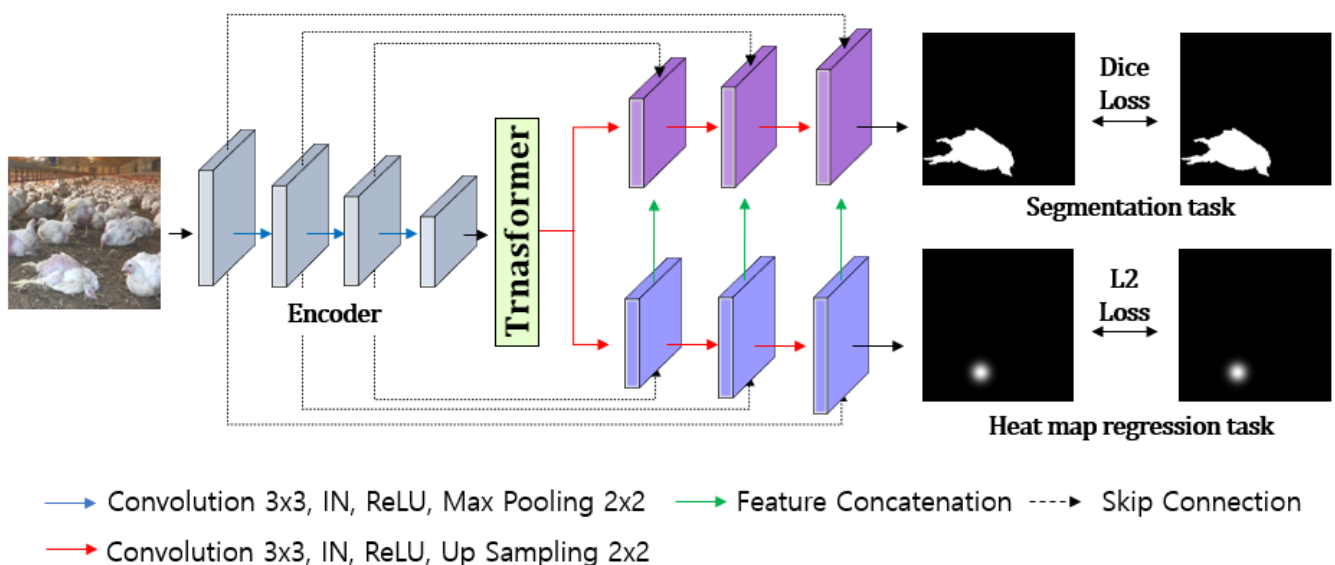 Encoder
Trnasformer
Dice
Loss
Segmentation task
L2
Loss
Heat map regression task
Convolution 3x3, IN, ReLU, Max Pooling 2x2
Feature Concatenation
Skip Connection
Convolution 3x3, IN, ReLU, Up Sampling 2x2